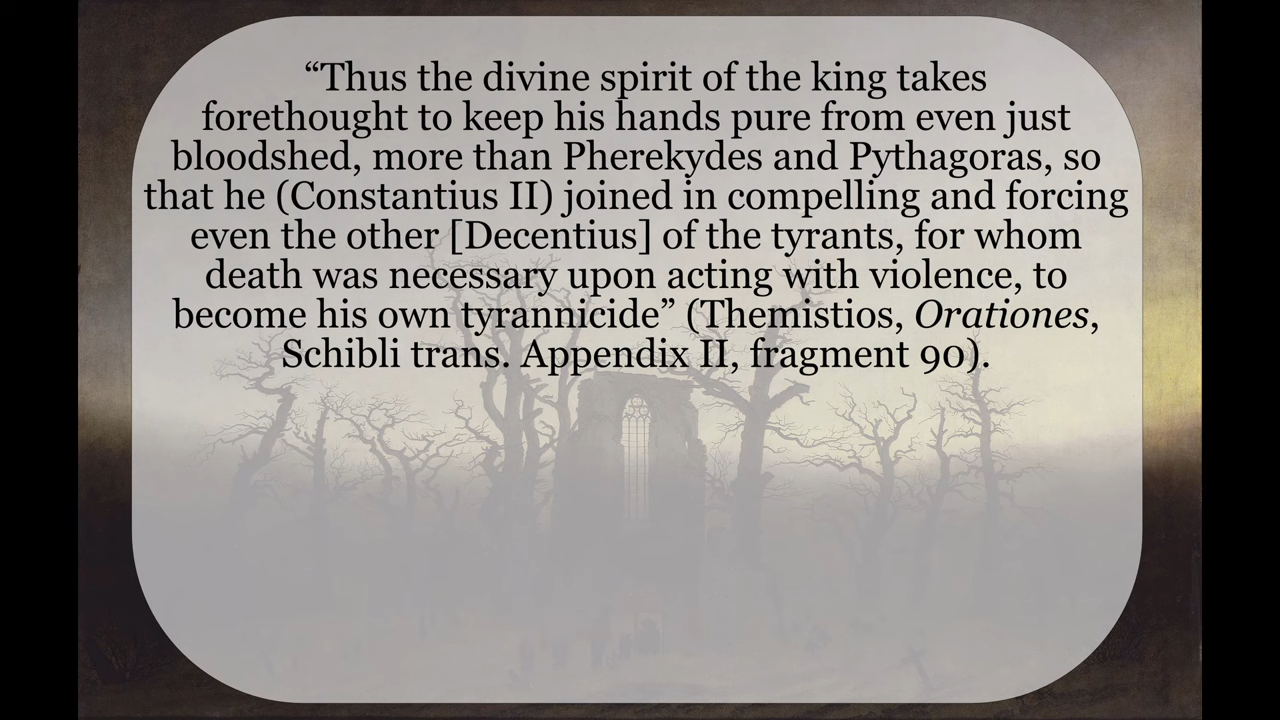 “Thus the divine spirit of the king takes
forethought to keep his hands pure from even just
bloodshed, more than Pherekydes and Pythagoras, so
that he (Constantius II) joined in compelling and forcing
even the other [Decentius] of the tyrants, for whom
death was necessary upon acting with violence, to
become his own tyrannicide” (Themistios, Orationes,
Schibli trans. Appendix II, fragment 90).